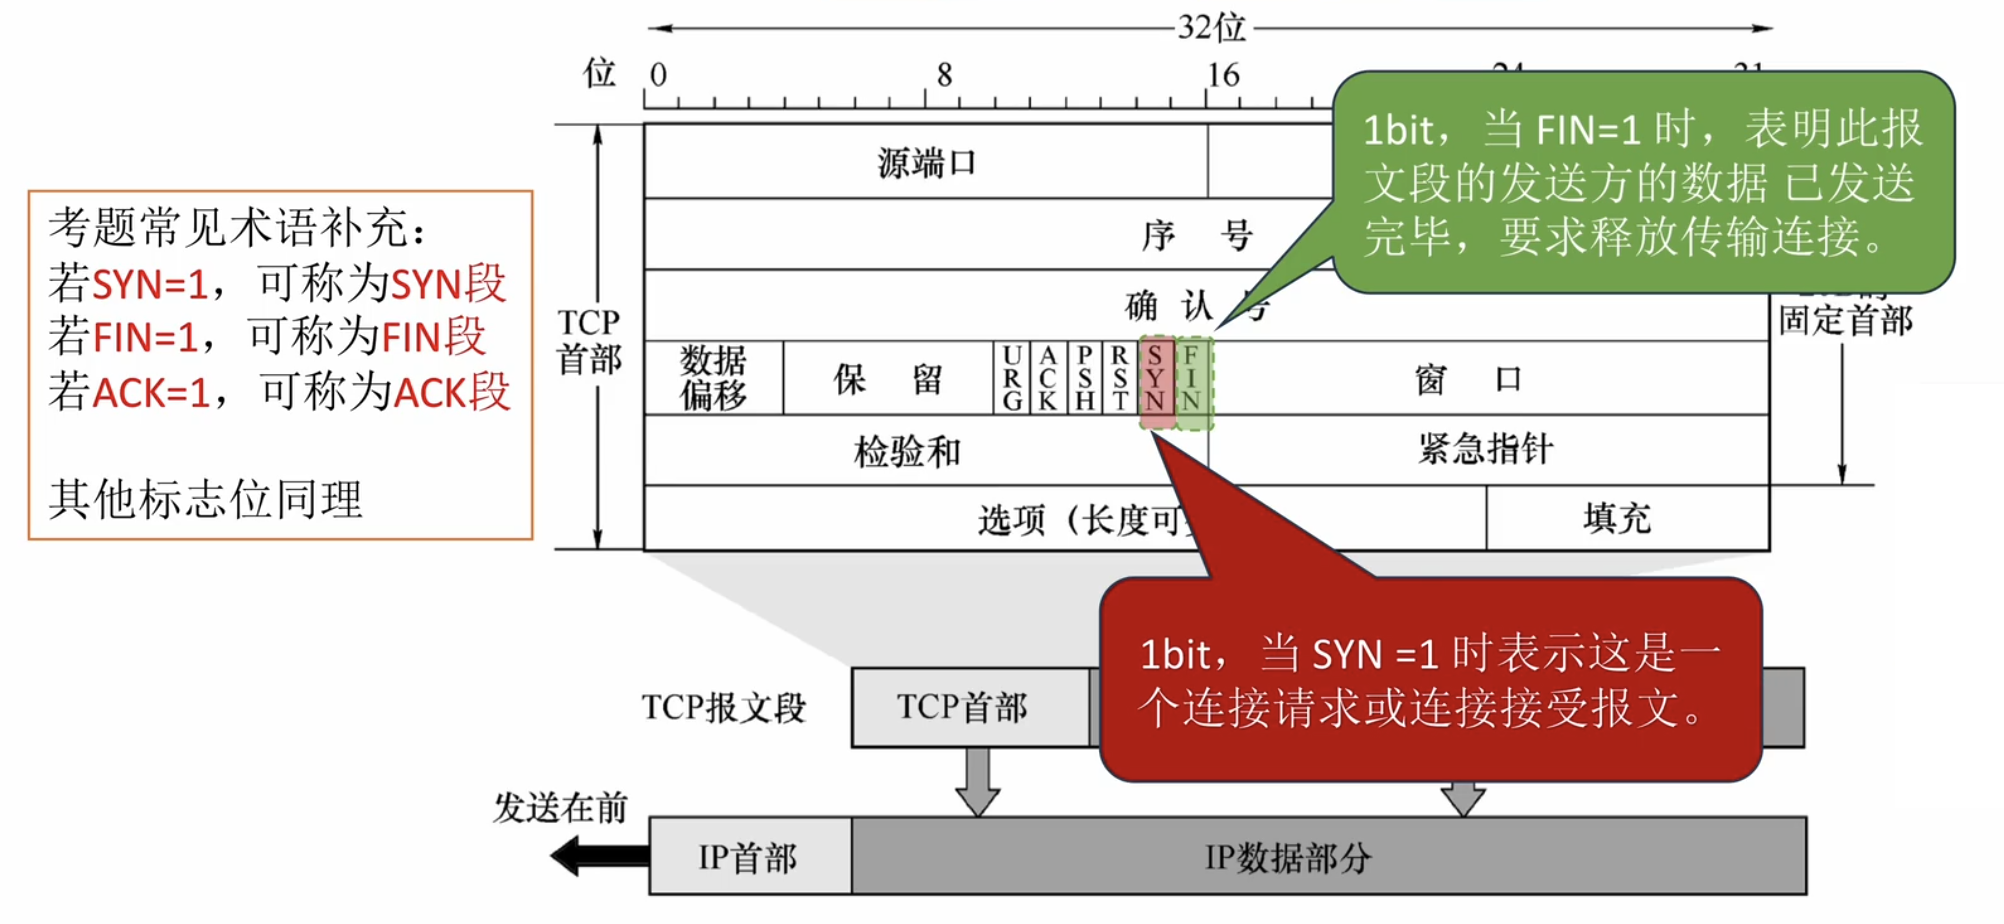 32位
位 0 8 16
1bit，当 FIN=1 时，表明此报
文段的发送方的数据 已发送
完毕，要求释放传输连接。
考题常见术语补充：
若SYN=1，可称为SYN段
若FIN=1，可称为FIN段
若ACK=1，可称为ACK段
其他标志位同理
TCP
首部
源端口
序 号
确 认 号
固定首部
数据
偏移
保 留
URG
ACK
PSH
RST
SYN
FIN
窗 口
检验和
紧急指针
选项（长度可
填充
1bit，当 SYN =1 时表示这是一
个连接请求或连接接受报文。
TCP报文段
TCP首部
发送在前
IP首部
IP数据部分